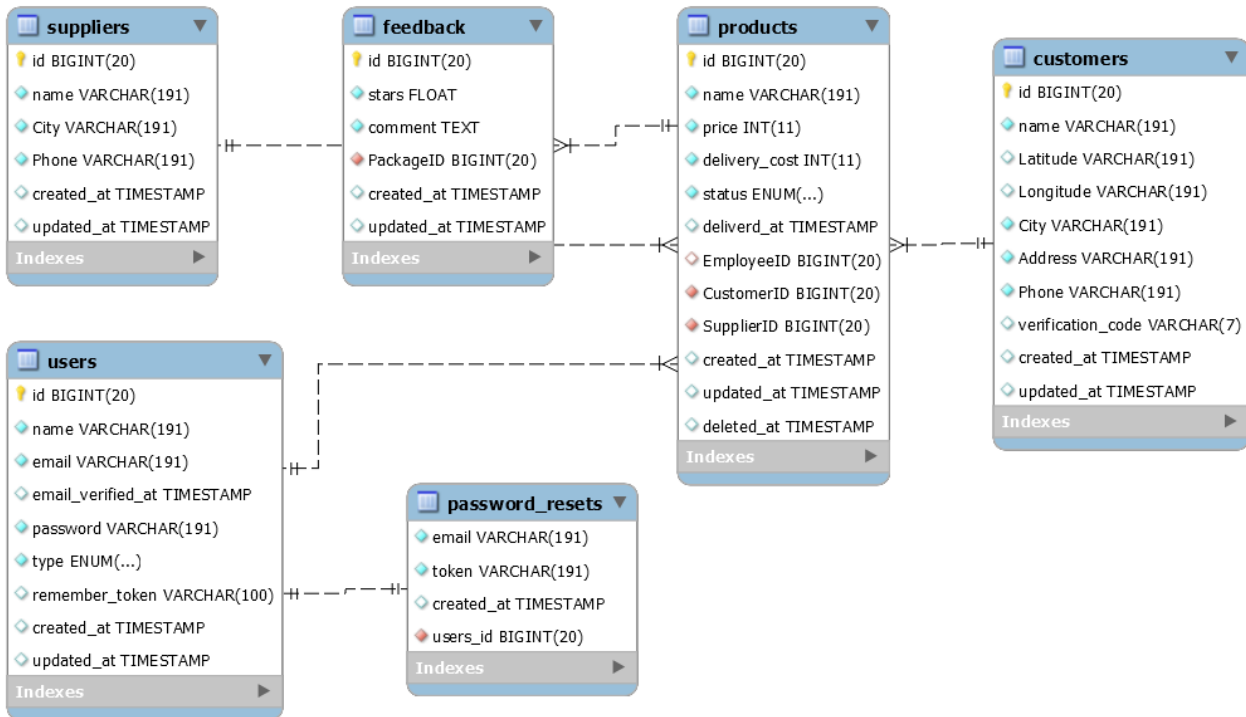 suppliers
id BIGINT(20)
name VARCHAR(191)
City VARCHAR(191)
Phone VARCHAR(191)
created_at TIMESTAMP
updated_at TIMESTAMP
Indexes
feedback
id BIGINT(20)
stars FLOAT
comment TEXT
PackageID BIGINT(20)
created_at TIMESTAMP
updated_at TIMESTAMP
Indexes
products
id BIGINT(20)
name VARCHAR(191)
price INT(11)
delivery_cost INT(11)
status ENUM(...)
deliverd_at TIMESTAMP
EmployeeID BIGINT(20)
CustomerID BIGINT(20)
SupplierID BIGINT(20)
created_at TIMESTAMP
updated_at TIMESTAMP
deleted_at TIMESTAMP
Indexes
customers
id BIGINT(20)
name VARCHAR(191)
Latitude VARCHAR(191)
Longitude VARCHAR(191)
City VARCHAR(191)
Address VARCHAR(191)
Phone VARCHAR(191)
verification_code VARCHAR(7)
created_at TIMESTAMP
updated_at TIMESTAMP
Indexes
users
id BIGINT(20)
name VARCHAR(191)
email VARCHAR(191)
email_verified_at TIMESTAMP
password VARCHAR(191)
type ENUM(...)
remember_token VARCHAR(100)
created_at TIMESTAMP
updated_at TIMESTAMP
Indexes
password_resets
email VARCHAR(191)
token VARCHAR(191)
created_at TIMESTAMP
users_id BIGINT(20)
Indexes